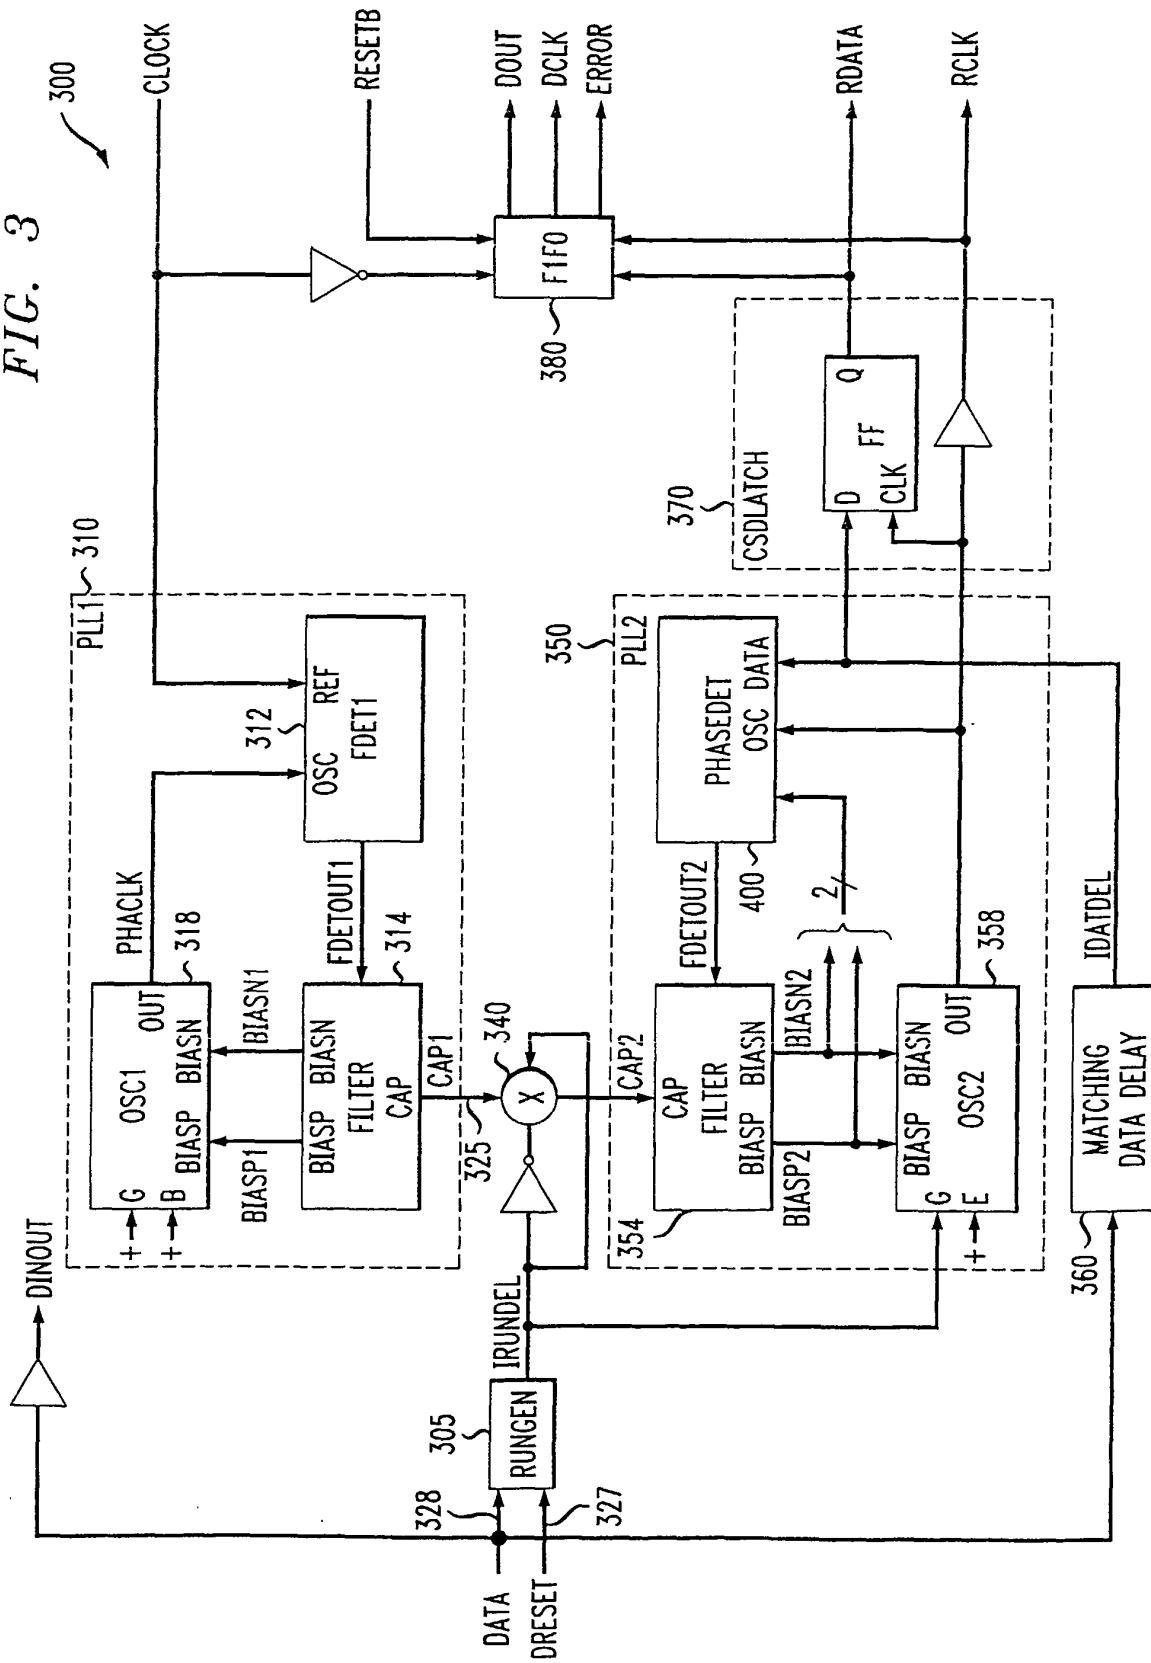 FIG. 3
300
CLOCK
RESETB
DOUT
DCLK
ERROR
RDATA
RCLK
F1F0
380
PLL1
310
312
OSC REF
FDET1
PHACLK
FDETOUT1
318
OUT
OSC1
G
B
BIASP BIASN
+
+
BIASP1
BIASN1
314
BIASP BIASN
FILTER
CAP
CAP1
325
340
X
DINOUT
IRUNDEL
305
RUNGEN
328
327
DATA
DRESET
350
PLL2
PHASEDET
OSC DATA
400
FDETOUT2
2
CAP2
CAP
FILTER
BIASP BIASN
354
BIASP2
BIASN2
BIASP BIASN
OSC2
G
E
OUT
+
358
360
MATCHING
DATA DELAY
IDATDEL
370
CSDLATCH
D
Q
FF
CLK